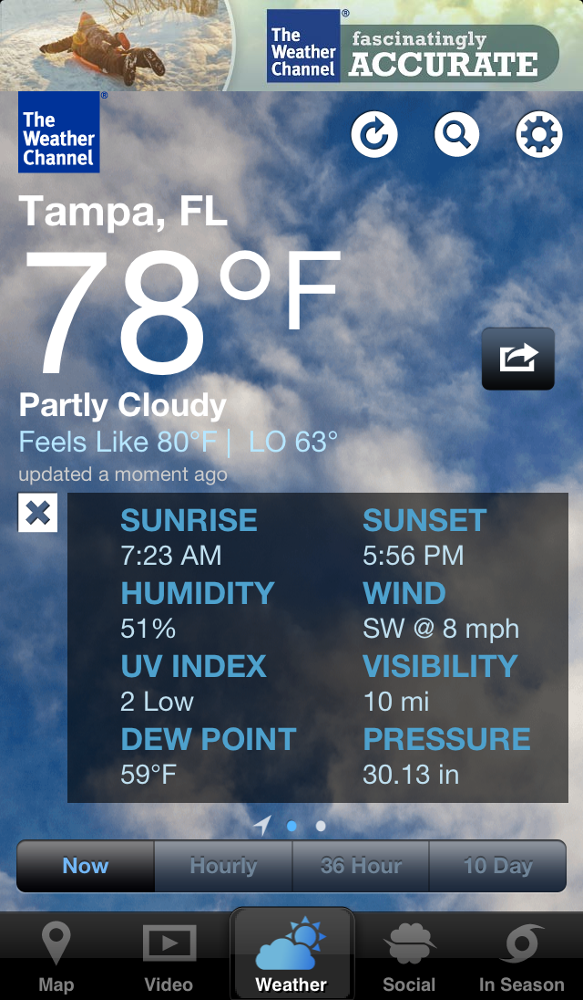 The
Weather
Channel
®
fascinatingly
ACCURATE
The
Weather
Channel
®
Tampa, FL
78°F
Partly Cloudy
Feels Like 80°F | LO 63°
updated a moment ago
SUNRISE SUNSET
7:23 AM 5:56 PM
HUMIDITY WIND
51% SW @ 8 mph
UV INDEX VISIBILITY
2 Low 10 mi
DEW POINT PRESSURE
59°F 30.13 in
Now Hourly 36 Hour 10 Day
Map Video Weather Social In Season